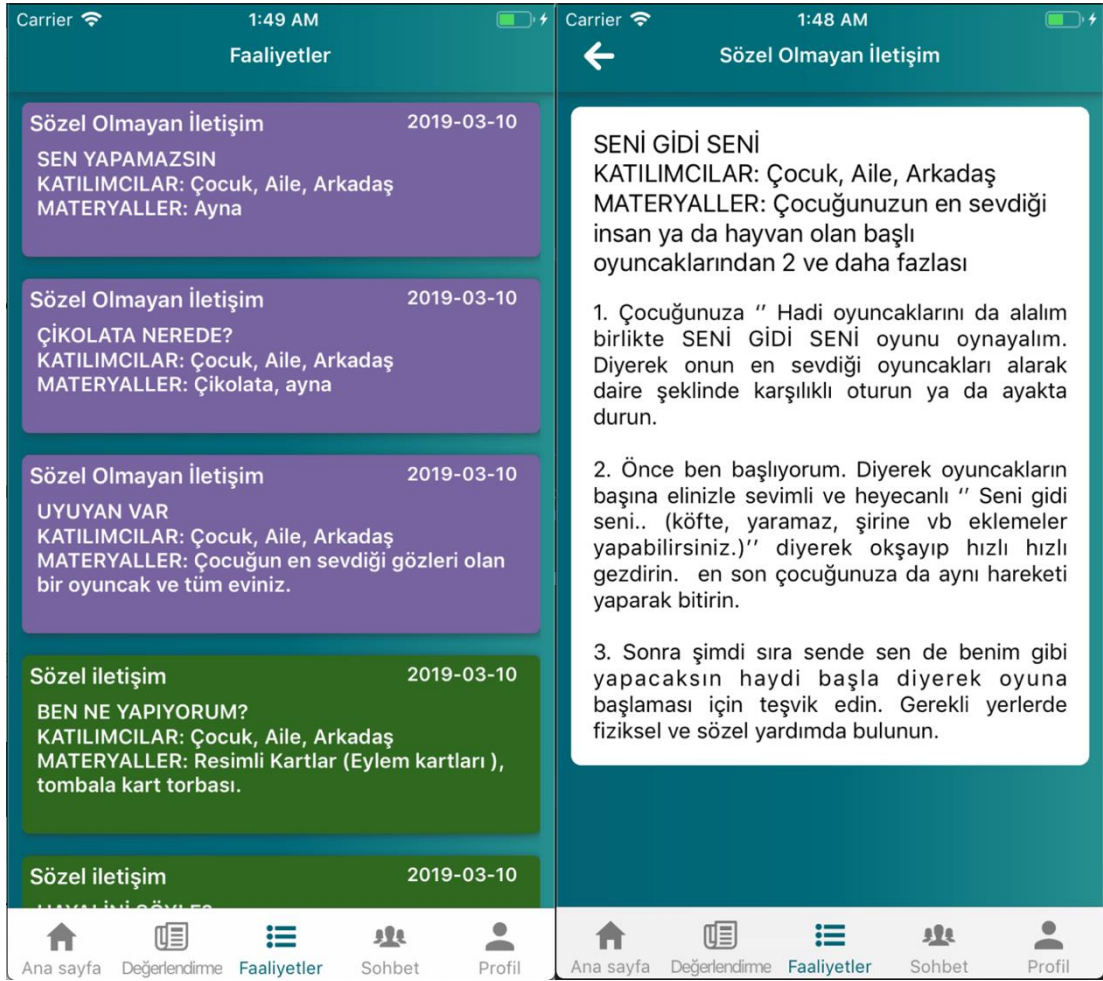 Carrier 1:49 AM
Faaliyetler
Sözel Olmayan İletişim 2019-03-10
SEN YAPAMAZSIN
KATILIMCILAR: Çocuk, Aile, Arkadaş
MATERYALLER: Ayna
Sözel Olmayan İletişim 2019-03-10
ÇİKOLATA NEREDE?
KATILIMCILAR: Çocuk, Aile, Arkadaş
MATERYALLER: Çikolata, ayna
Sözel Olmayan İletişim 2019-03-10
UYUYAN VAR
KATILIMCILAR: Çocuk, Aile, Arkadaş
MATERYALLER: Çocuğun en sevdiği gözleri olan
bir oyuncak ve tüm eviniz.
Sözel iletişim 2019-03-10
BEN NE YAPIYORUM?
KATILIMCILAR: Çocuk, Aile, Arkadaş
MATERYALLER: Resimli Kartlar (Eylem kartları ),
tombala kart torbası.
Sözel iletişim 2019-03-10
Ana sayfa Değerlendirme Faaliyetler Sohbet Profil
Carrier 1:48 AM
Sözel Olmayan İletişim
SENİ GİDİ SENİ
KATILIMCILAR: Çocuk, Aile, Arkadaş
MATERYALLER: Çocuğunuzun en sevdiği
insan ya da hayvan olan başlı
oyuncaklarından 2 ve daha fazlası
1. Çocuğunuza ‘’ Hadi oyuncaklarını da alalım
birlikte SENİ GİDİ SENİ oyunu oynayalım.
Diyerek onun en sevdiği oyuncakları alarak
daire şeklinde karşılıklı oturun ya da ayakta
durun.
2. Önce ben başlıyorum. Diyerek oyuncakların
başına elinizle sevimli ve heyecanlı ‘’ Seni gidi
seni.. (köfte, yaramaz, şirine vb eklemeler
yapabilirsiniz.)’’ diyerek okşayıp hızlı hızlı
gezdirin. en son çocuğunuza da aynı hareketi
yaparak bitirin.
3. Sonra şimdi sıra sende sen de benim gibi
yapacaksın haydi başla diyerek oyuna
başlaması için teşvik edin. Gerekli yerlerde
fiziksel ve sözel yardımda bulunun.
Ana sayfa Değerlendirme Faaliyetler Sohbet Profil